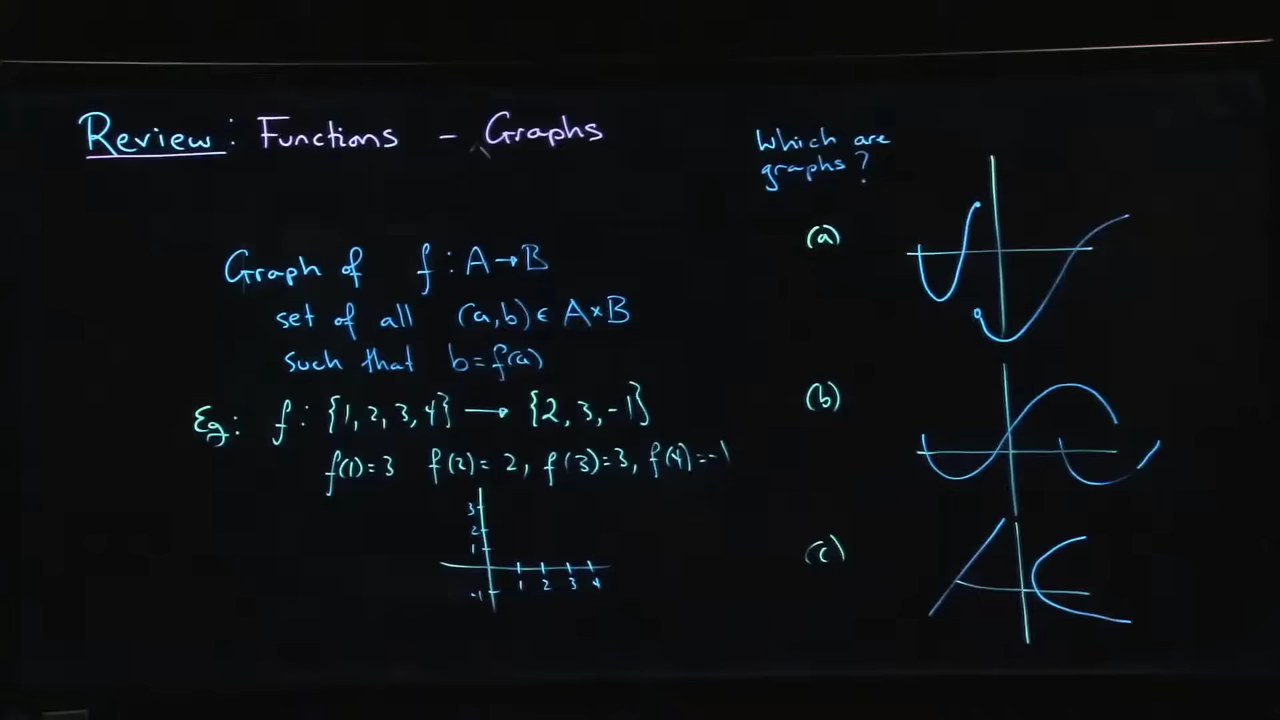 Review: Functions - Graphs
Graph of f: A→B
set of all (a,b) ∈ A×B
such that b=f(a)
Eg: f: {1, 2, 3, 4} → {2, 3, -1}
f(1)=3 f(2)=2, f(3)=3, f(4)=-1
3
2
1
-1
1 2 3 4
Which are
graphs?
(a)
(b)
(c)